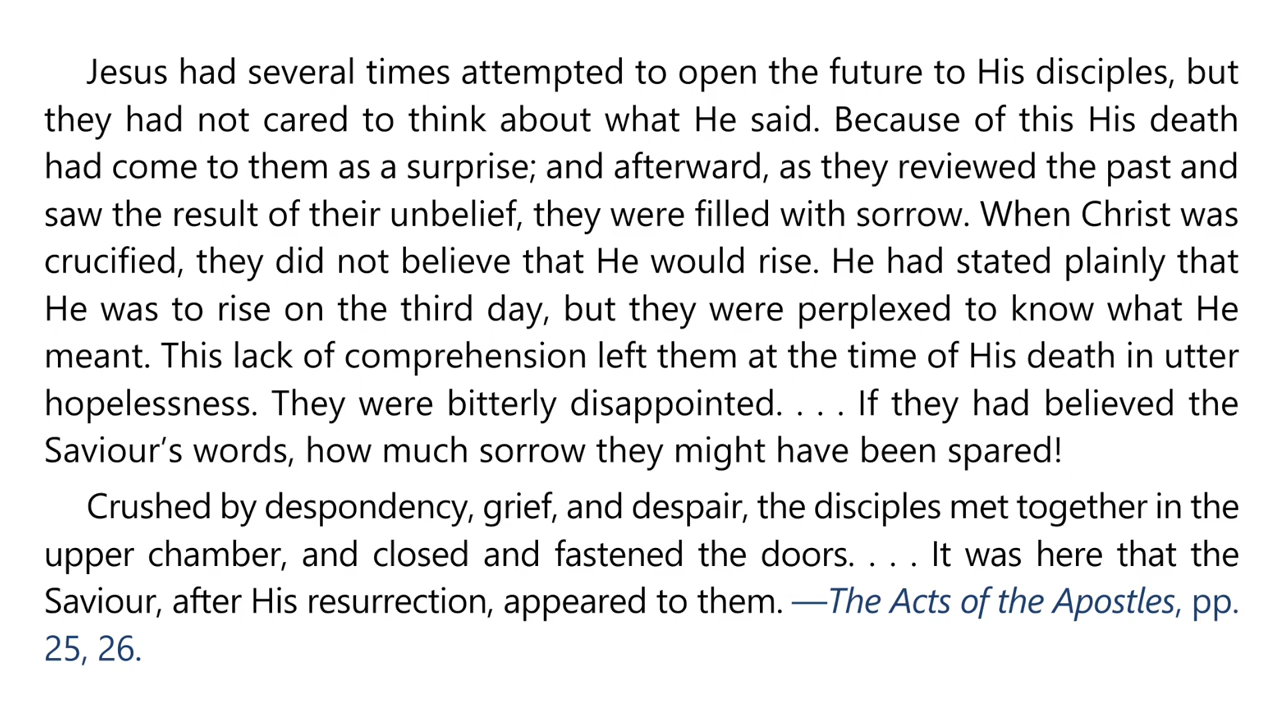 Jesus had several times attempted to open the future to His disciples, but
they had not cared to think about what He said. Because of this His death
had come to them as a surprise; and afterward, as they reviewed the past and
saw the result of their unbelief, they were filled with sorrow. When Christ was
crucified, they did not believe that He would rise. He had stated plainly that
He was to rise on the third day, but they were perplexed to know what He
meant. This lack of comprehension left them at the time of His death in utter
hopelessness. They were bitterly disappointed. . . . If they had believed the
Saviour’s words, how much sorrow they might have been spared!
Crushed by despondency, grief, and despair, the disciples met together in the
upper chamber, and closed and fastened the doors. . . . It was here that the
Saviour, after His resurrection, appeared to them. —The Acts of the Apostles, pp.
25, 26.